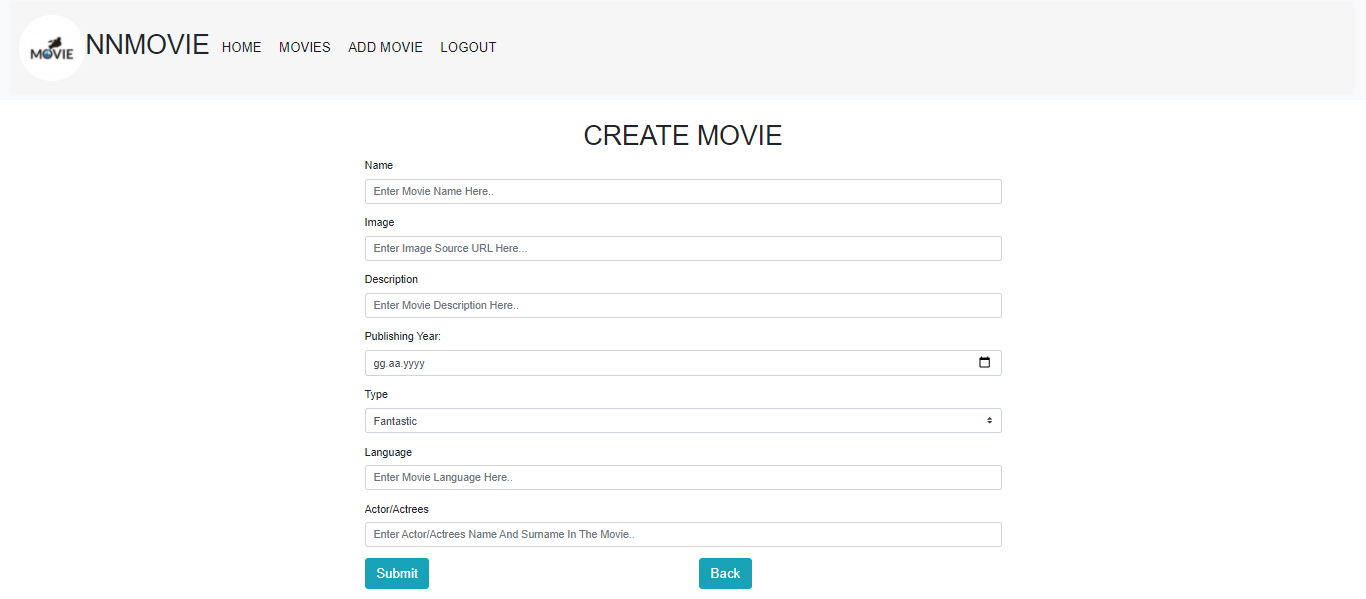 MOVIE NNMOVIE HOME MOVIES ADD MOVIE LOGOUT
CREATE MOVIE
Name
Enter Movie Name Here..
Image
Enter Image Source URL Here...
Description
Enter Movie Description Here..
Publishing Year:
gg.aa.yyyy
Type
Fantastic
Language
Enter Movie Language Here..
Actor/Actrees
Enter Actor/Actrees Name And Surname In The Movie..
Submit Back